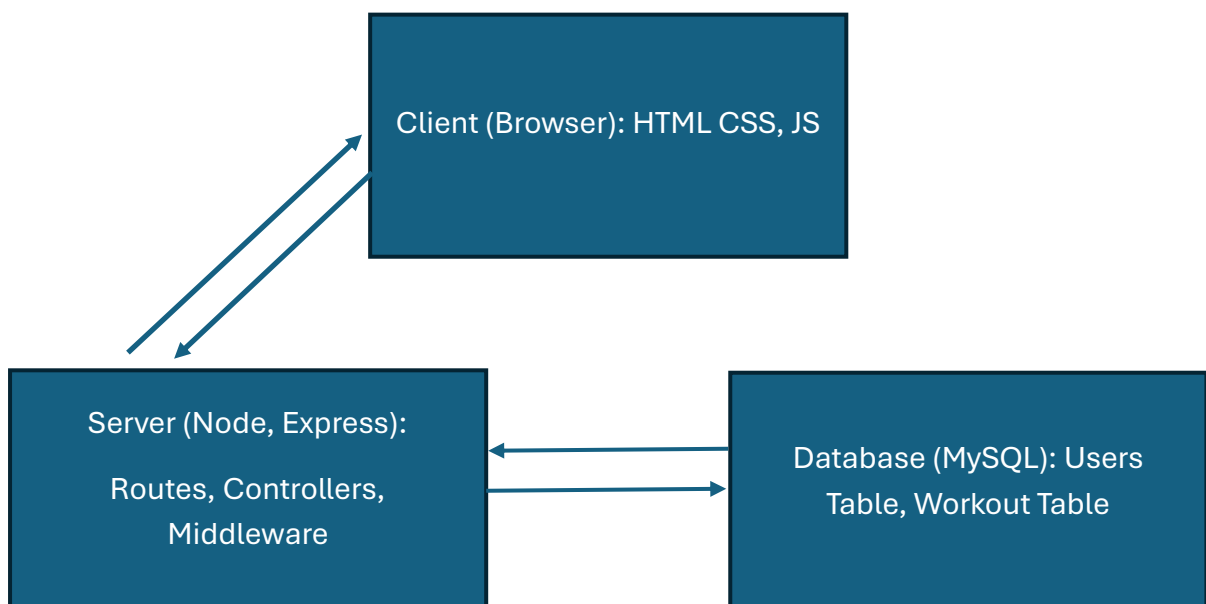 Client (Browser): HTML CSS, JS
Server (Node, Express):
Routes, Controllers,
Middleware
Database (MySQL): Users
Table, Workout Table